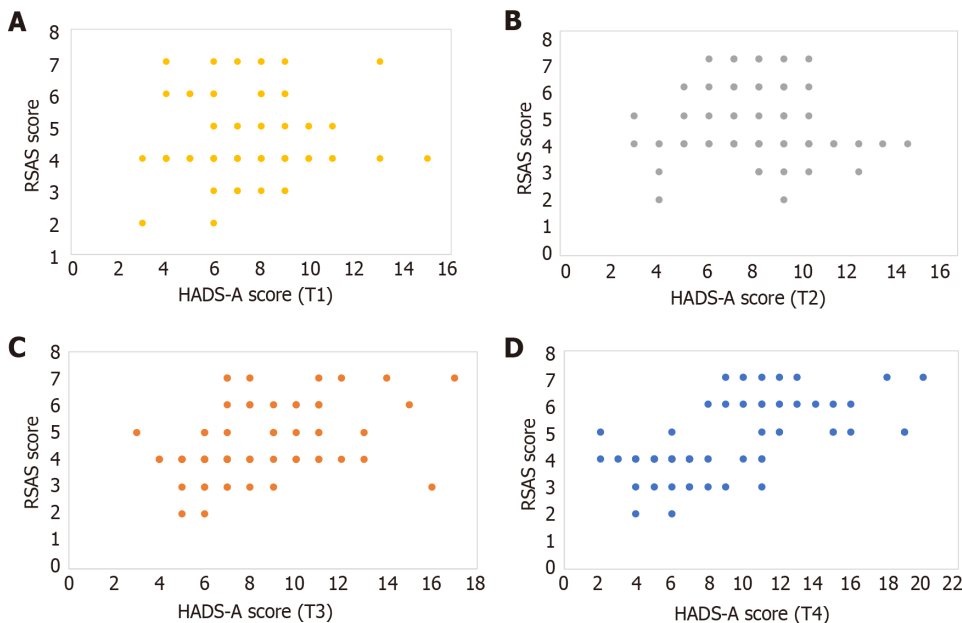 A
RSAS score
8
7
6
5
4
3
2
1
0 2 4 6 8 10 12 14 16
HADS-A score (T1)
B
RSAS score
8
7
6
5
4
3
2
1
0
0 2 4 6 8 10 12 14 16
HADS-A score (T2)
C
RSAS score
8
7
6
5
4
3
2
1
0
0 2 4 6 8 10 12 14 16 18
HADS-A score (T3)
D
RSAS score
8
7
6
5
4
3
2
1
0
0 2 4 6 8 10 12 14 16 18 20 22
HADS-A score (T4)